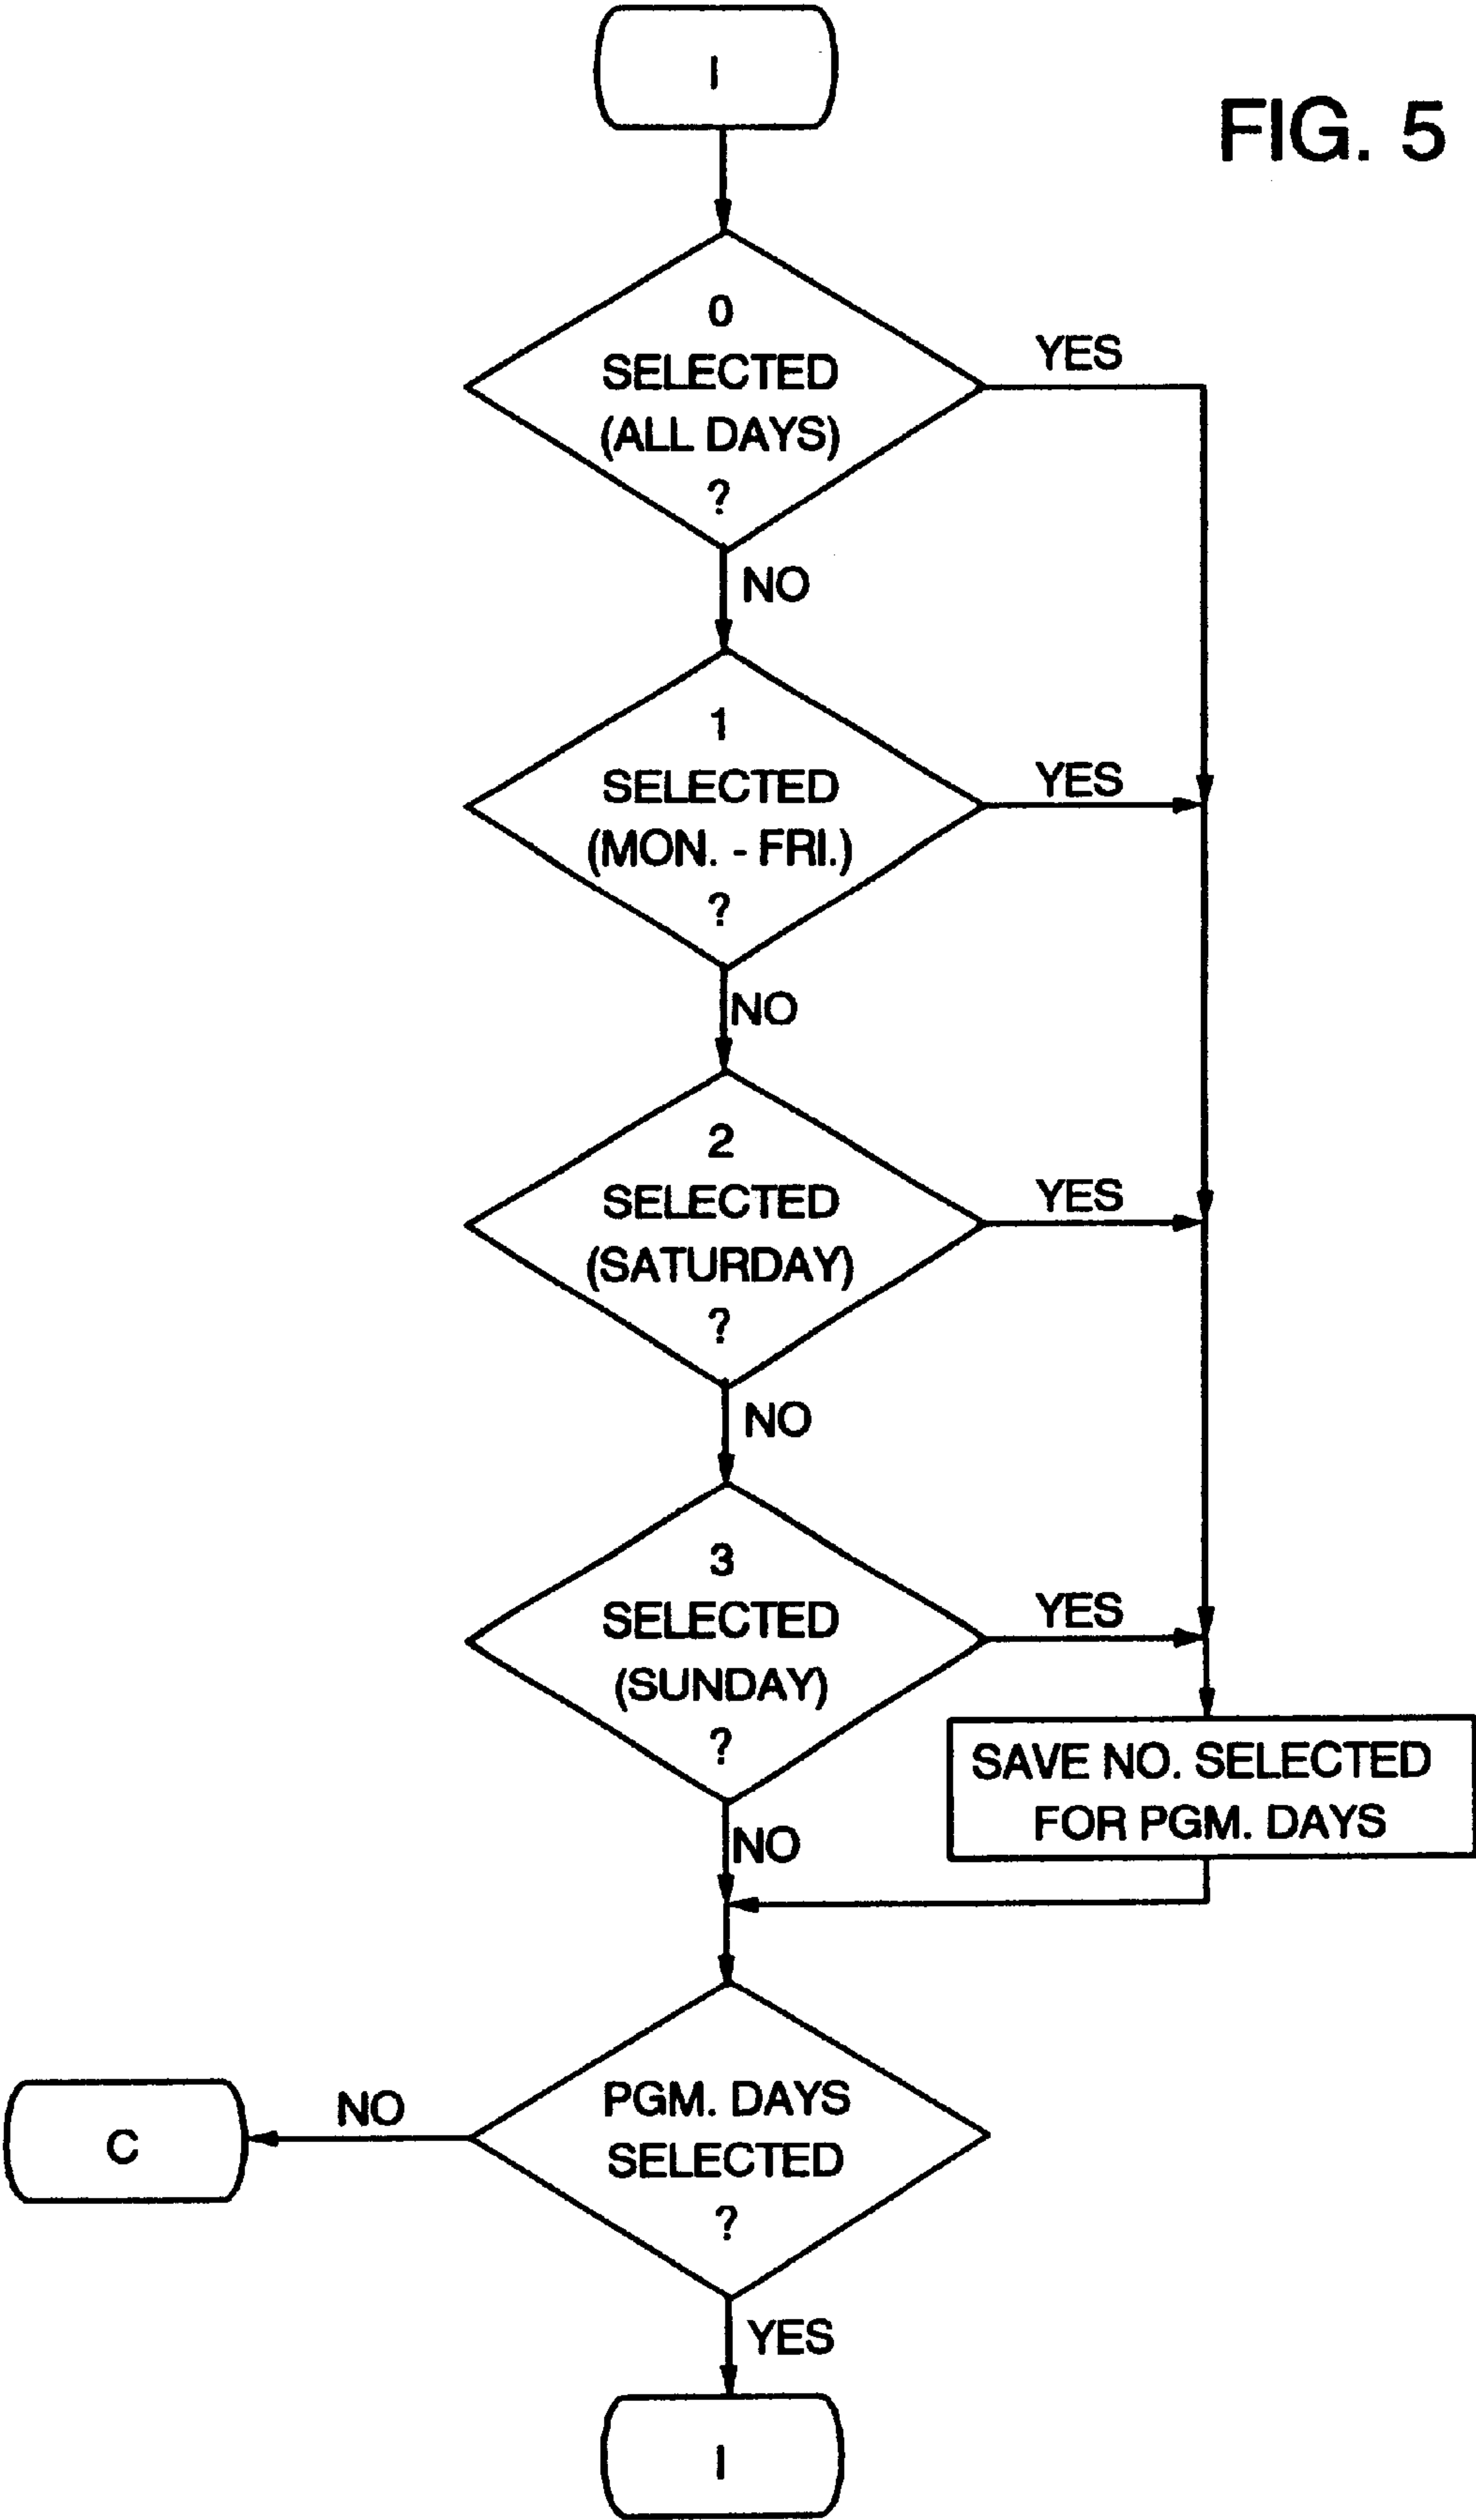 I
FIG. 5
0
SELECTED
(ALL DAYS)
?
YES
NO
1
SELECTED
(MON. - FRI.)
?
YES
NO
2
SELECTED
(SATURDAY)
?
YES
NO
3
SELECTED
(SUNDAY)
?
YES
SAVE NO. SELECTED
FOR PGM. DAYS
NO
PGM. DAYS
SELECTED
?
NO
C
YES
I